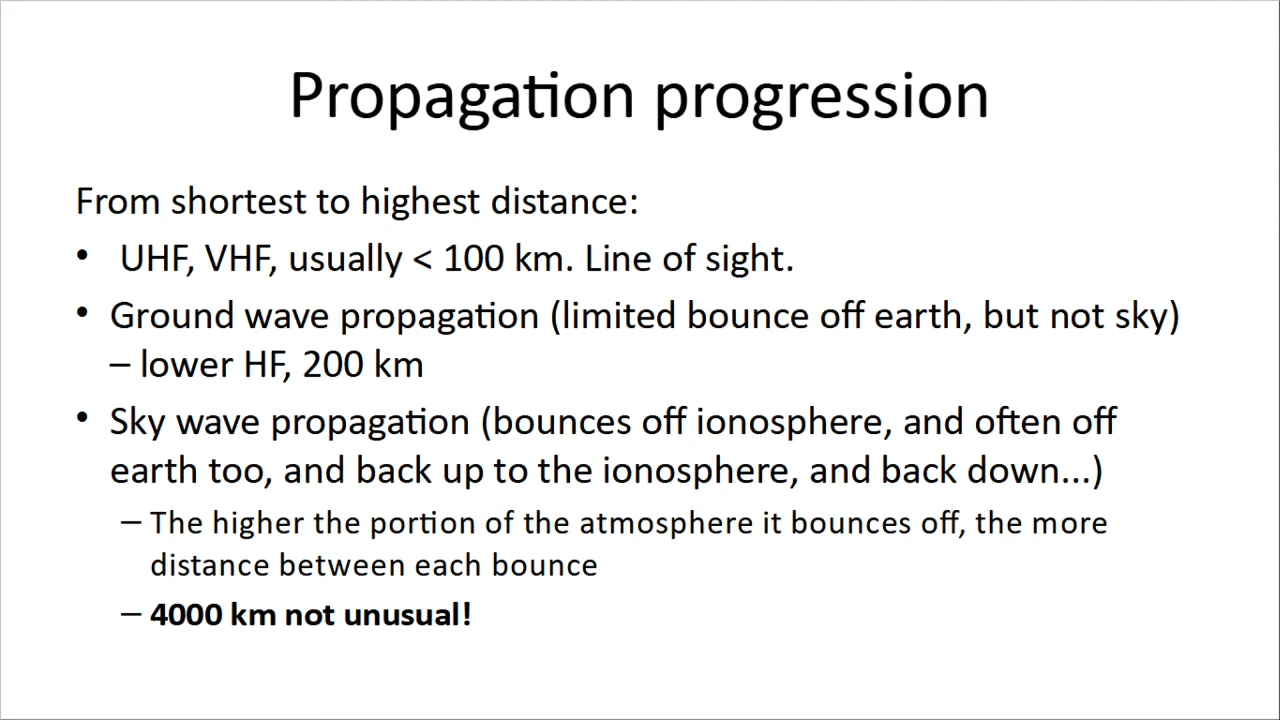 Propagation progression
From shortest to highest distance:
• UHF, VHF, usually < 100 km. Line of sight.
• Ground wave propagation (limited bounce off earth, but not sky)
– lower HF, 200 km
• Sky wave propagation (bounces off ionosphere, and often off
earth too, and back up to the ionosphere, and back down...)
– The higher the portion of the atmosphere it bounces off, the more
distance between each bounce
– 4000 km not unusual!